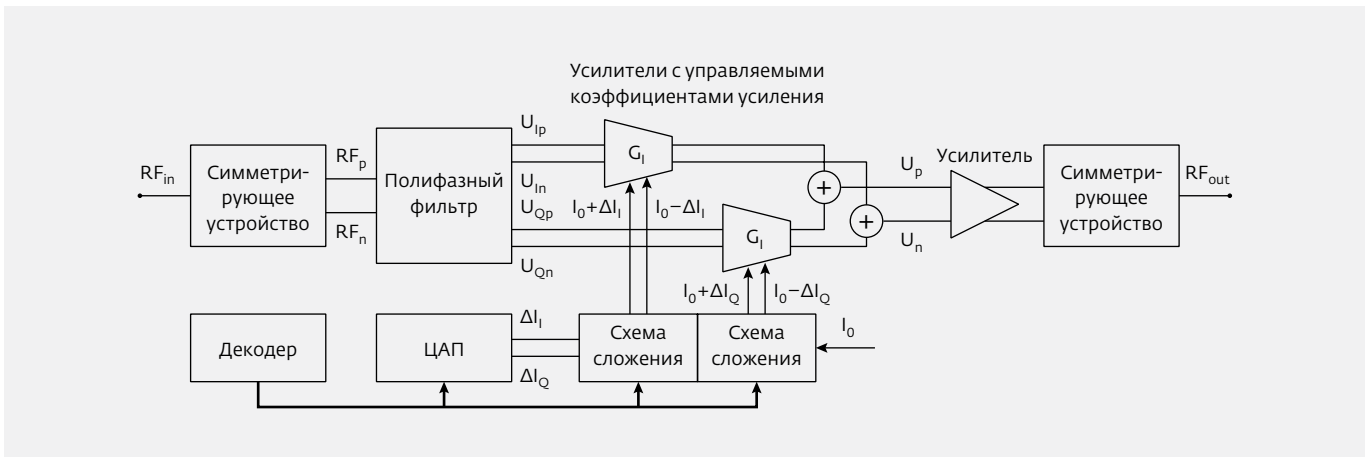 Усилители с управляемыми
коэффициентами усиления
RF_in
Симметри-
рующее
устройство
RF_p
RF_n
Полифазный
фильтр
U_Ip
U_In
U_Qp
U_Qn
G_I
I_0+ΔI_I
I_0−ΔI_I
G_I
I_0+ΔI_Q
I_0−ΔI_Q
+
+
U_p
U_n
Усилитель
Симметри-
рующее
устройство
RF_out
Декодер
ЦАП
ΔI_I
ΔI_Q
Схема
сложения
Схема
сложения
I_0